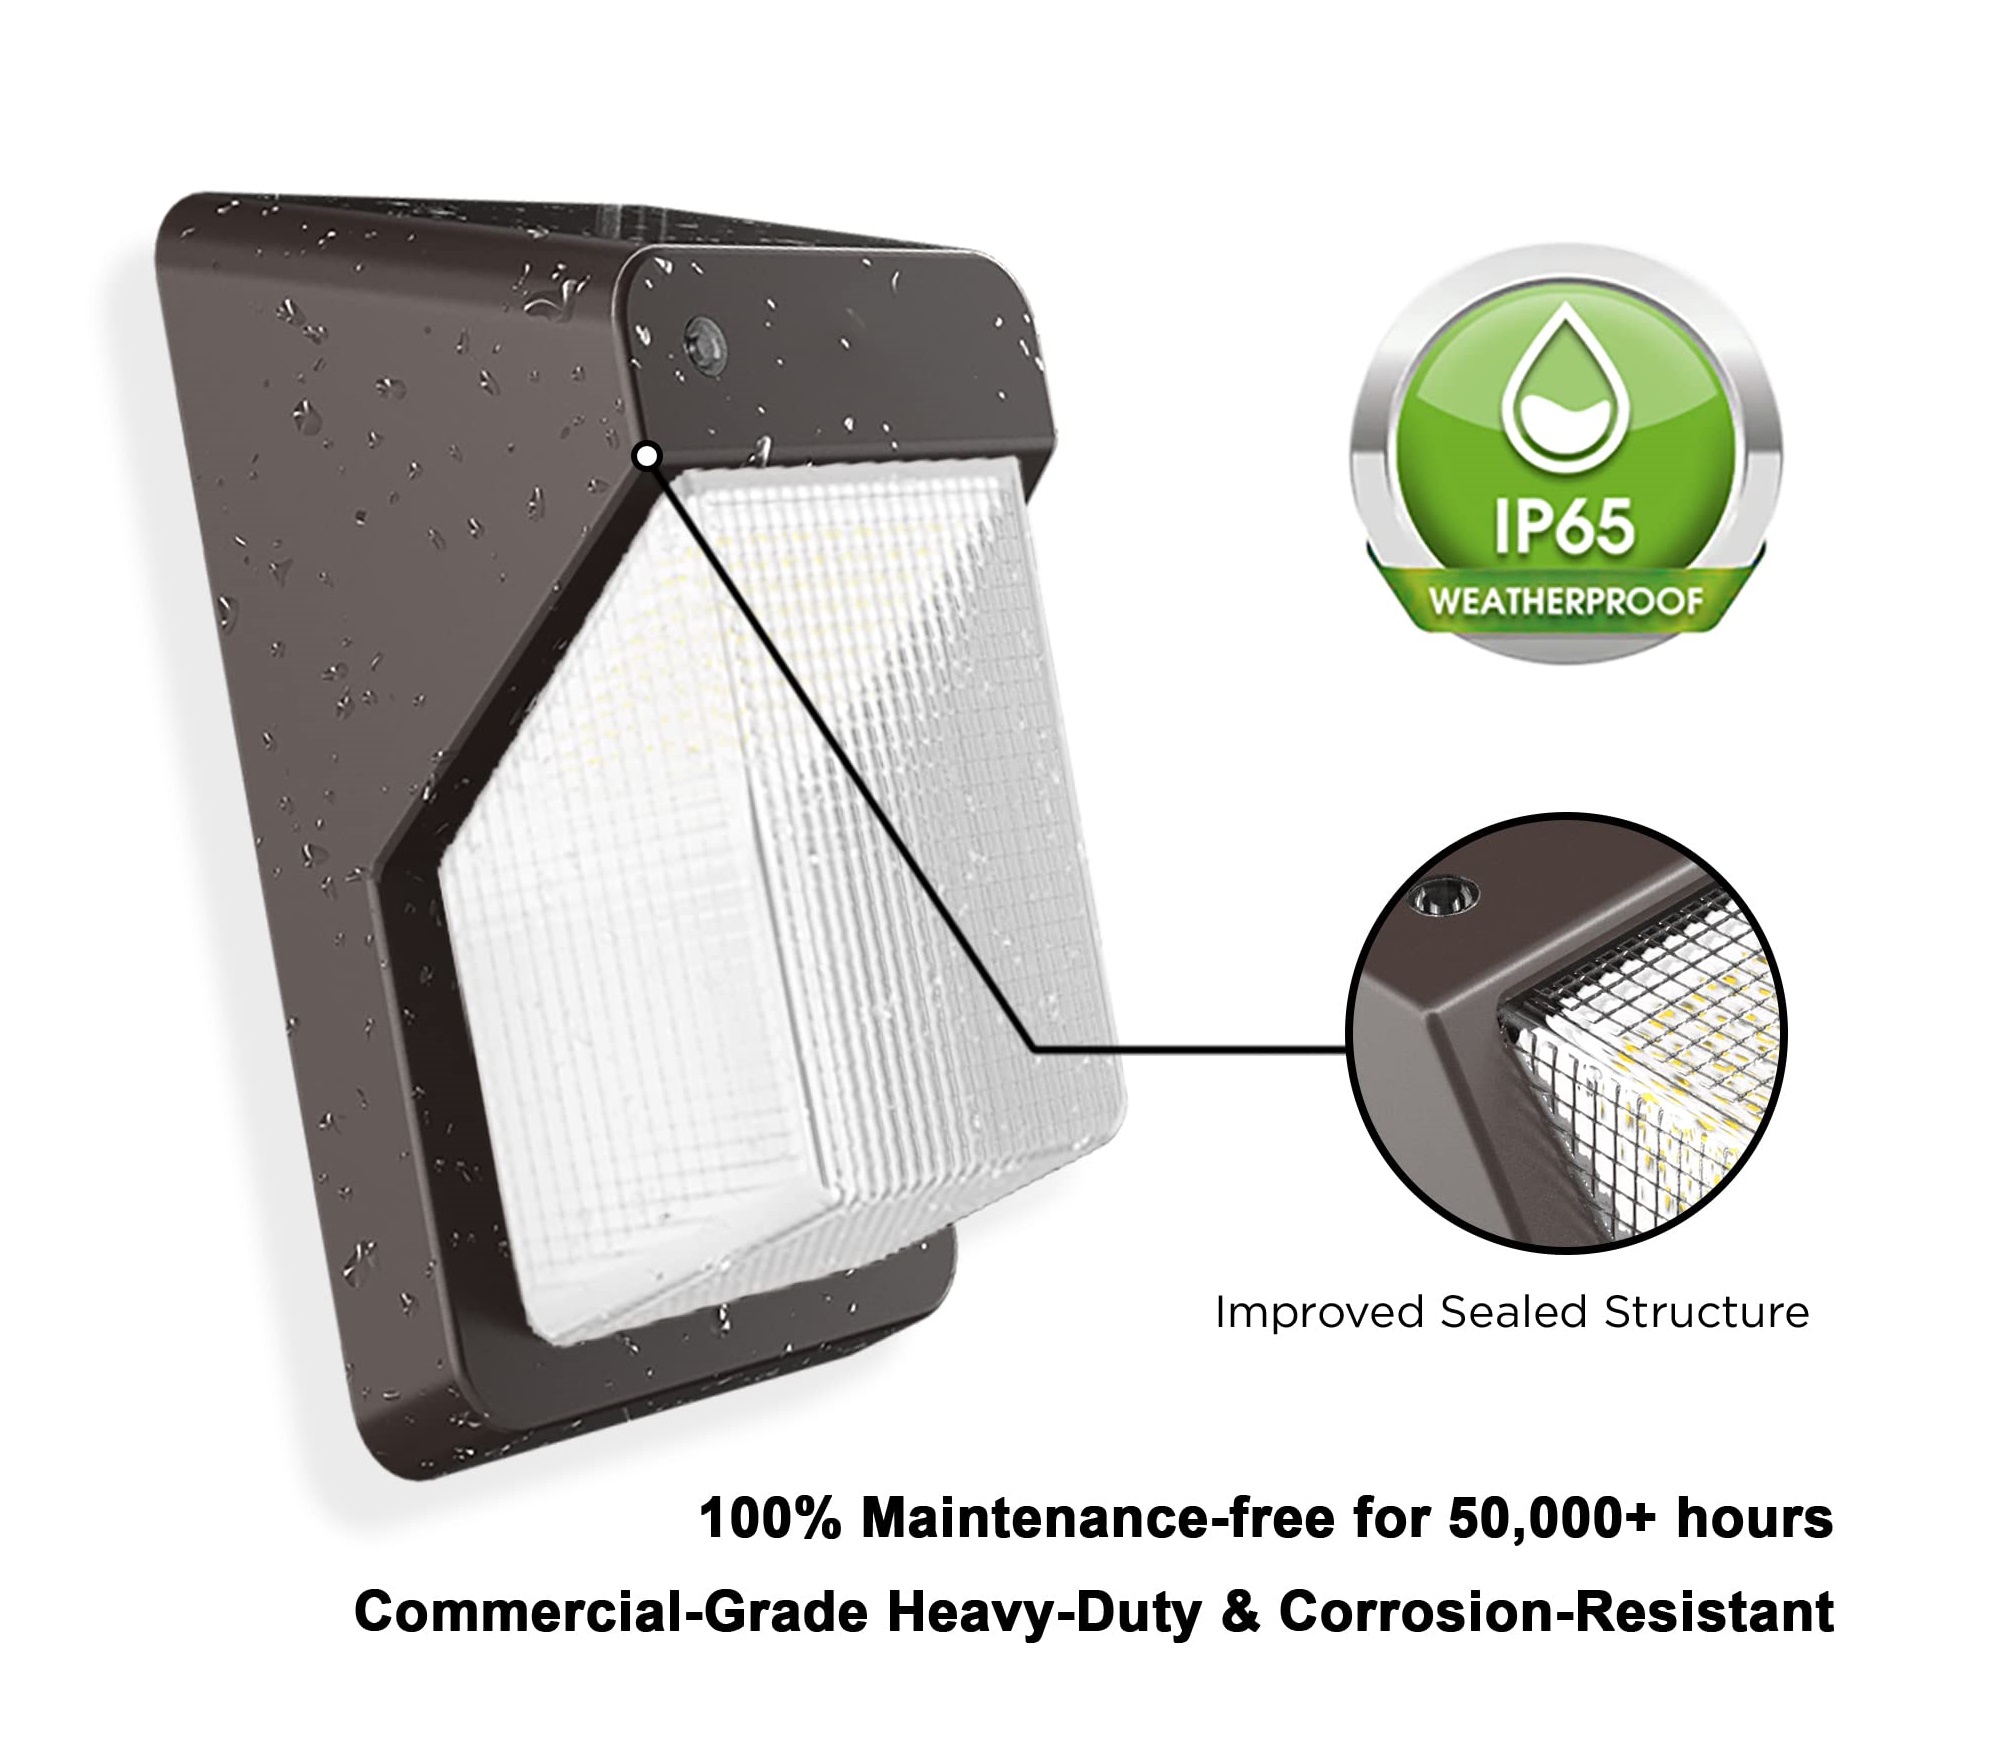 IP65
WEATHERPROOF
Improved Sealed Structure
100% Maintenance-free for 50,000+ hours
Commercial-Grade Heavy-Duty & Corrosion-Resistant